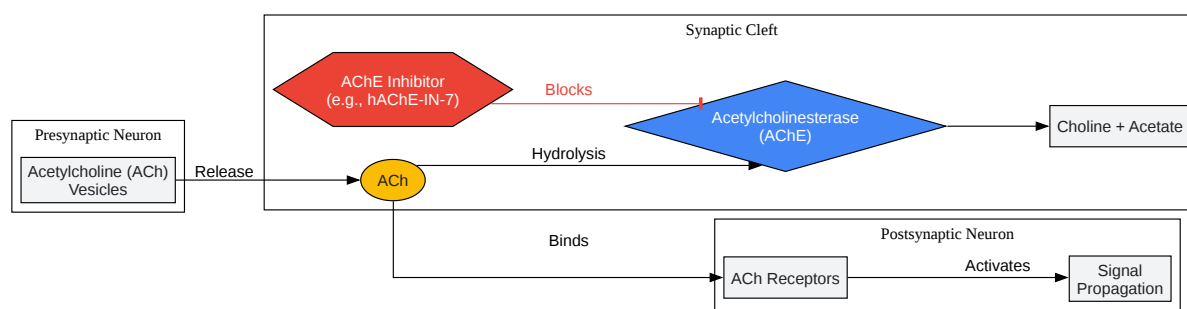 Synaptic Cleft
AChE Inhibitor
(e.g., hAChE-IN-7)
Blocks
Acetylcholinesterase
(AChE)
Choline + Acetate
Presynaptic Neuron
Acetylcholine (ACh)
Vesicles
Release
ACh
Hydrolysis
Binds
Postsynaptic Neuron
ACh Receptors
Activates
Signal
Propagation